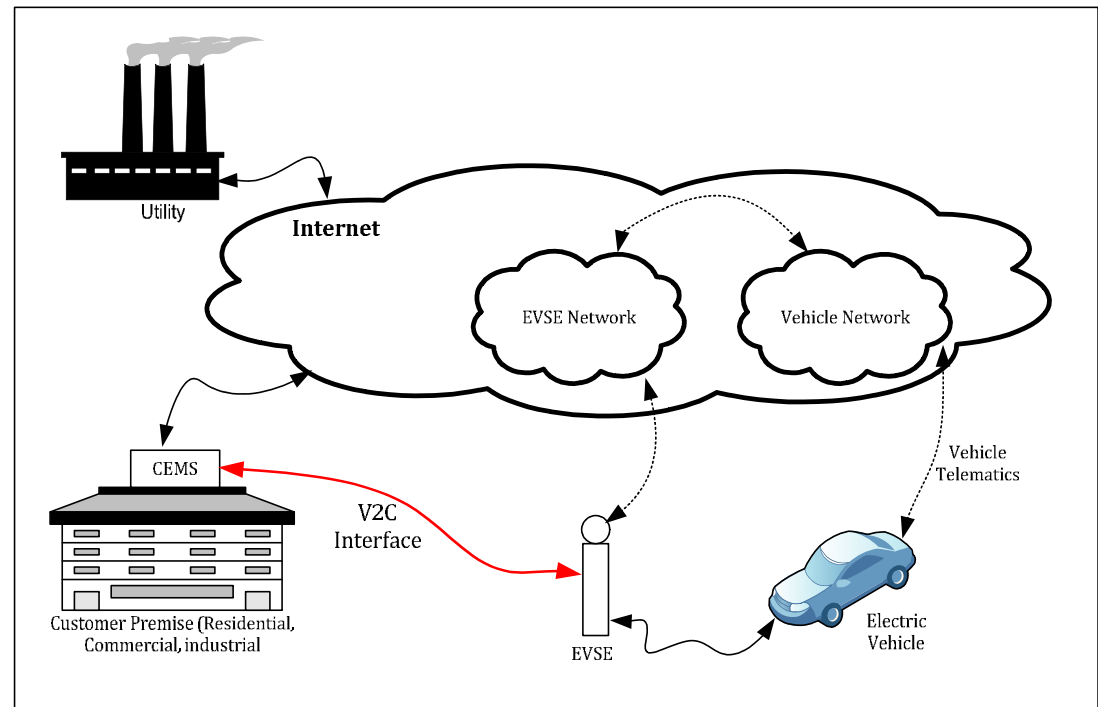 Utility
Internet
EVSE Network
Vehicle Network
CEMS
V2C
Interface
Vehicle
Telematics
Customer Premise (Residential,
Commercial, industrial
EVSE
Electric
Vehicle